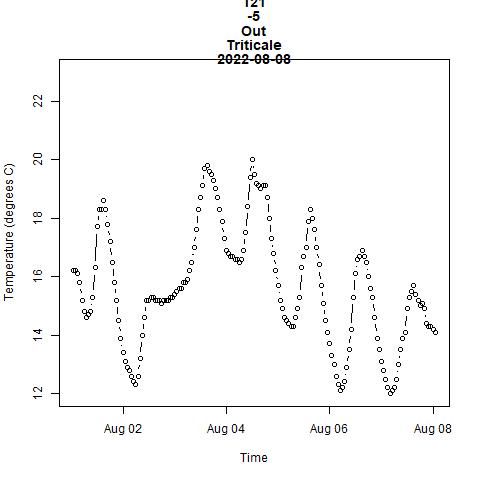 121
-5
Out
Triticale
2022-08-08
Temperature (degrees C)
22
20
18
16
14
12
Aug 02
Aug 04
Aug 06
Aug 08
Time